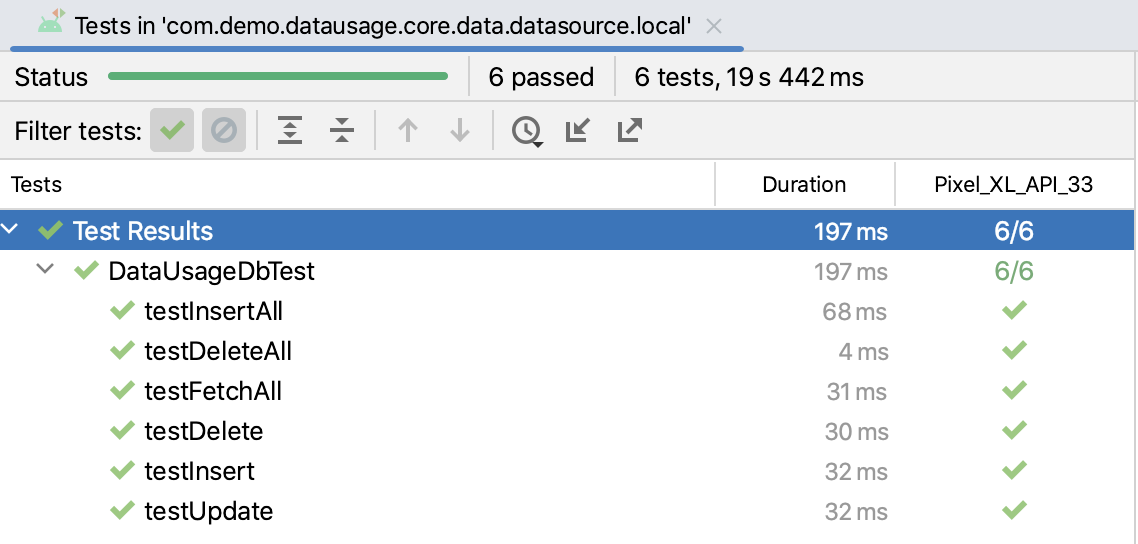 Tests in 'com.demo.datausage.core.data.datasource.local'
Status 6 passed 6 tests, 19 s 442 ms
Filter tests:
Tests Duration Pixel_XL_API_33
Test Results 197 ms 6/6
DataUsageDbTest 197 ms 6/6
testInsertAll 68 ms
testDeleteAll 4 ms
testFetchAll 31 ms
testDelete 30 ms
testInsert 32 ms
testUpdate 32 ms